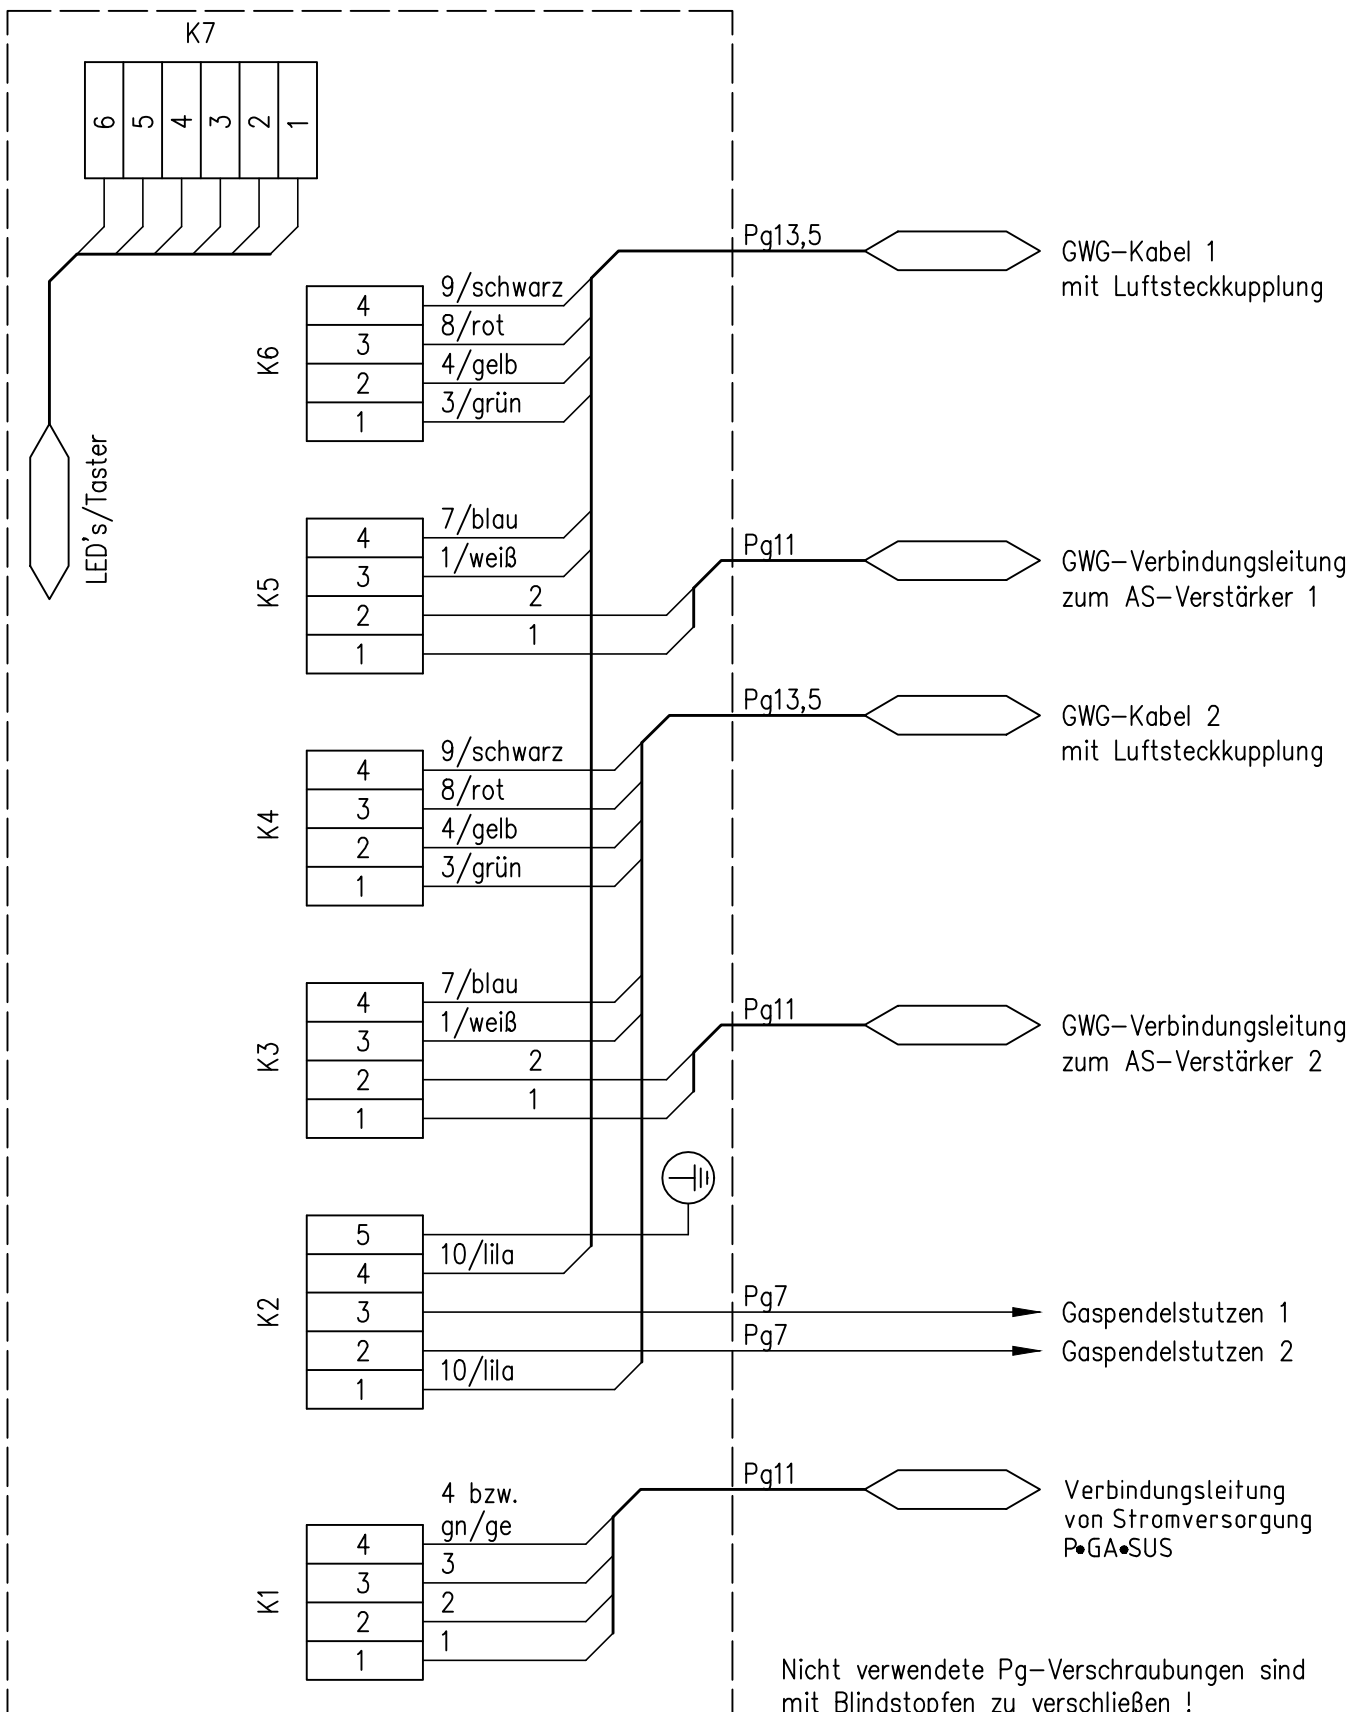 K7
6 5 4 3 2 1
LED's/Taster
Pg13,5
GWG-Kabel 1
mit Luftsteckkupplung
K6
4 9/schwarz
3 8/rot
2 4/gelb
1 3/grün
K5
4 7/blau
3 1/weiß
2 2
1 1
Pg11
GWG-Verbindungsleitung
zum AS-Verstärker 1
Pg13,5
GWG-Kabel 2
mit Luftsteckkupplung
K4
4 9/schwarz
3 8/rot
2 4/gelb
1 3/grün
K3
4 7/blau
3 1/weiß
2 2
1 1
Pg11
GWG-Verbindungsleitung
zum AS-Verstärker 2
K2
5
4 10/lila
3 Pg7 Gaspendelstutzen 1
2 Pg7 Gaspendelstutzen 2
1 10/lila
K1
4 bzw.
4 gn/ge
3 3
2 2
1 1
Pg11
Verbindungsleitung
von Stromversorgung
P•GA•SUS
Nicht verwendete Pg-Verschraubungen sind
mit Blindstopfen zu verschließen !